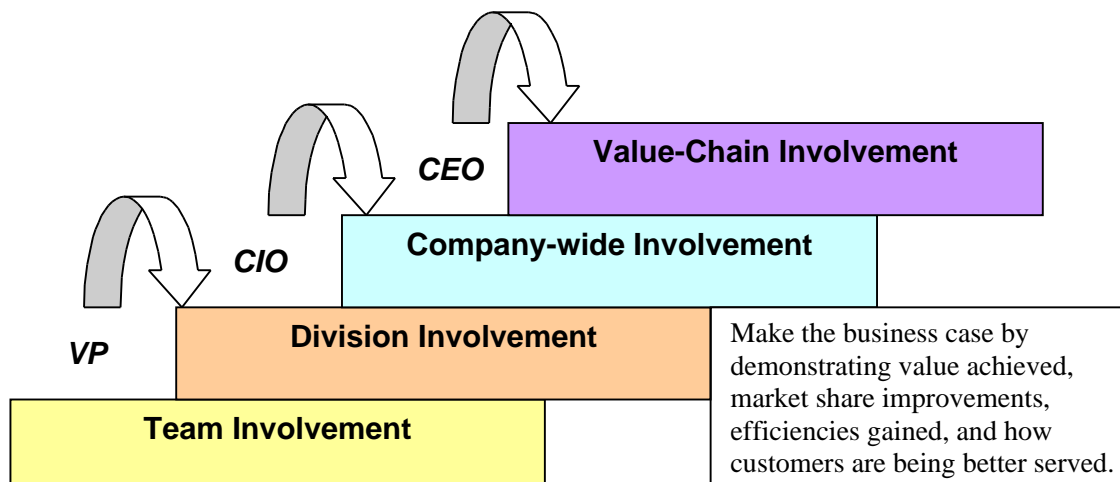 Value-Chain Involvement
CEO
Company-wide Involvement
CIO
Division Involvement
VP
Team Involvement
Make the business case by
demonstrating value achieved,
market share improvements,
efficiencies gained, and how
customers are being better served.